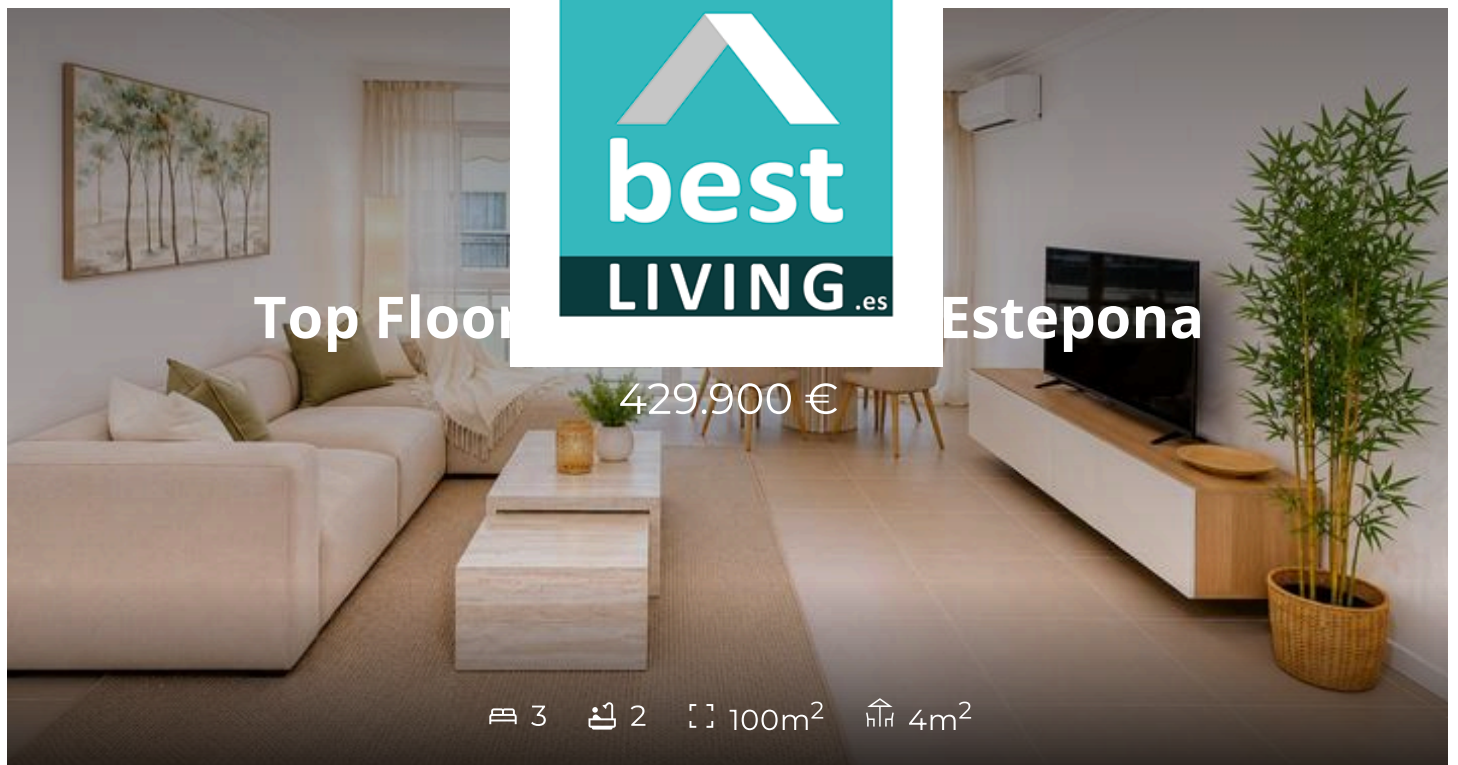 best
LIVING.es
Top Floor Estepona
429.900 €
3 2 100m² 4m²